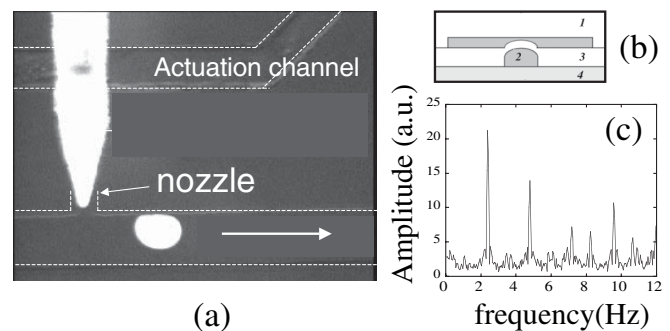 Actuation channel
nozzle
(a)
1
2
3
4
(b)
(c)
Amplitude (a.u.)
25
20
15
10
5
0
0 2 4 6 8 10 12
frequency(Hz)